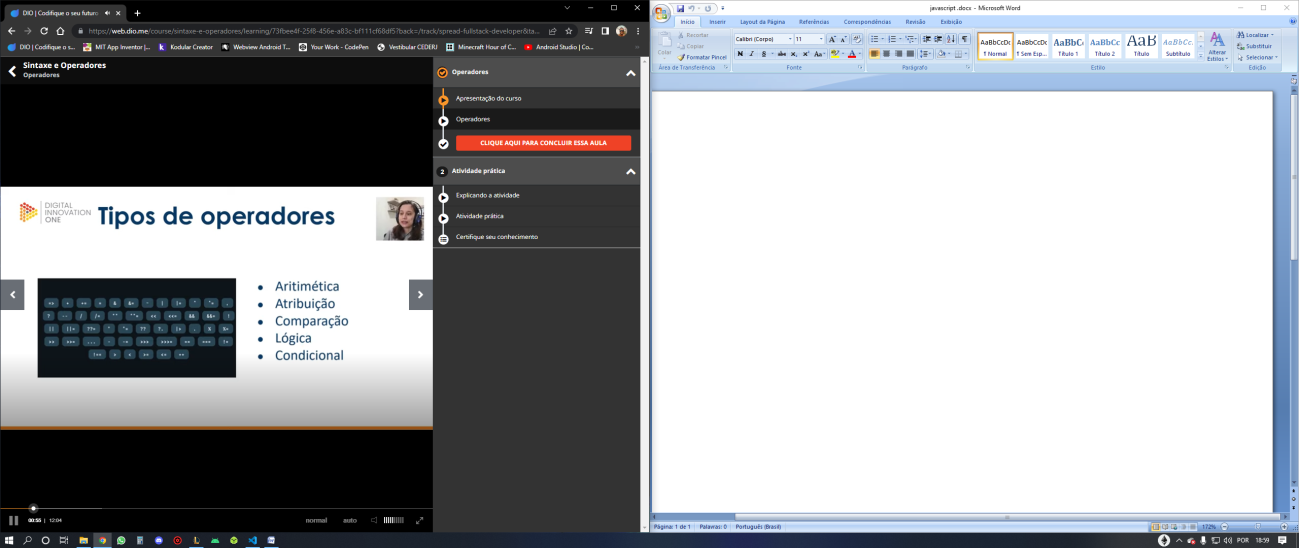 DIO | Codifique o seu futuro
https://web.dio.me/course/sintaxe-e-operadores/learning/73fbee4f-25f8-456e-a83c-bf111cf68df5?back=/track/spread-fullstack-developer&ta...
DIO | Codifique o s...
MIT App Inventor |...
Kodular Creator
Webview Android T...
Your Work - CodePen
Vestibular CEDERJ
Minecraft Hour of C...
Android Studio | Co...
Sintaxe e Operadores
Operadores
DIGITAL
INNOVATION
ONE
Tipos de operadores
• Aritimética
• Atribuição
• Comparação
• Lógica
• Condicional
00:55 | 12:04
normal
auto
Operadores
Apresentação do curso
Operadores
CLIQUE AQUI PARA CONCLUIR ESSA AULA
2 Atividade prática
Explicando a atividade
Atividade prática
Certifique seu conhecimento
javascript .docx - Microsoft Word
Início Inserir Layout da Página Referências Correspondências Revisão Exibição
Colar
Recortar
Copiar
Formatar Pincel
Área de Transferência
Calibri (Corpo) 11
Fonte
Parágrafo
AaBbCcDc
¶ Normal
AaBbCcDc
¶ Sem Esp...
AaBbC
Título 1
AaBbCc
Título 2
AaB
Título
AaBbCc.
Subtítulo
Alterar
Estilos
Estilo
Localizar
Substituir
Selecionar
Edição
Página: 1 de 1 Palavras: 0 Português (Brasil)
172%
POR 18:59